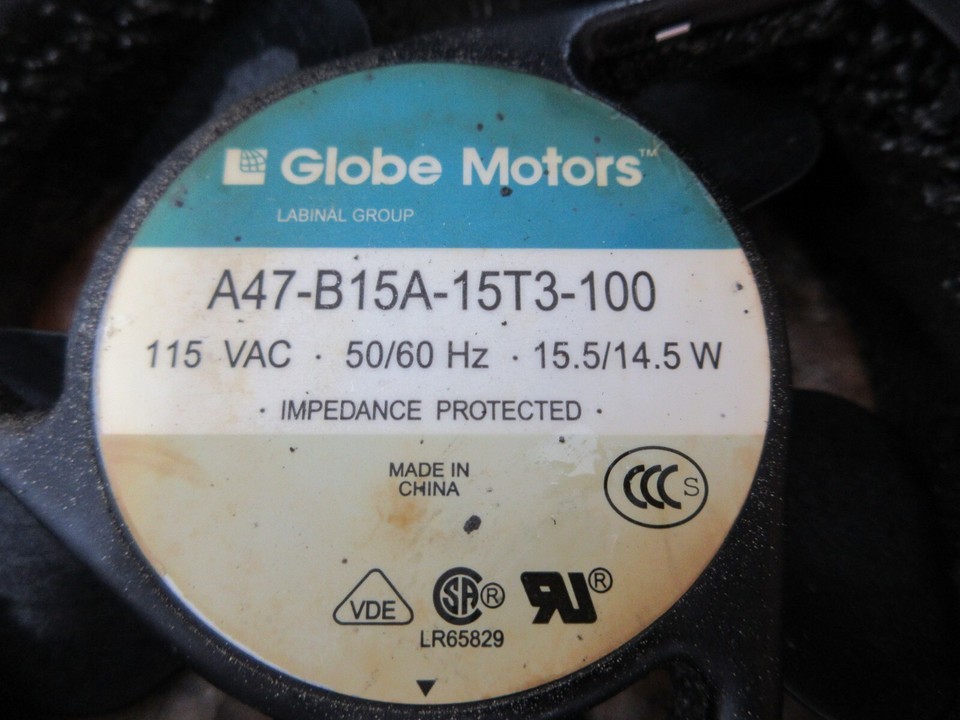 Globe Motors™
LABINAL GROUP
A47-B15A-15T3-100
115 VAC · 50/60 Hz · 15.5/14.5 W
· IMPEDANCE PROTECTED ·
MADE IN
CHINA
CCC S
VDE SA ® RU ®
LR65829